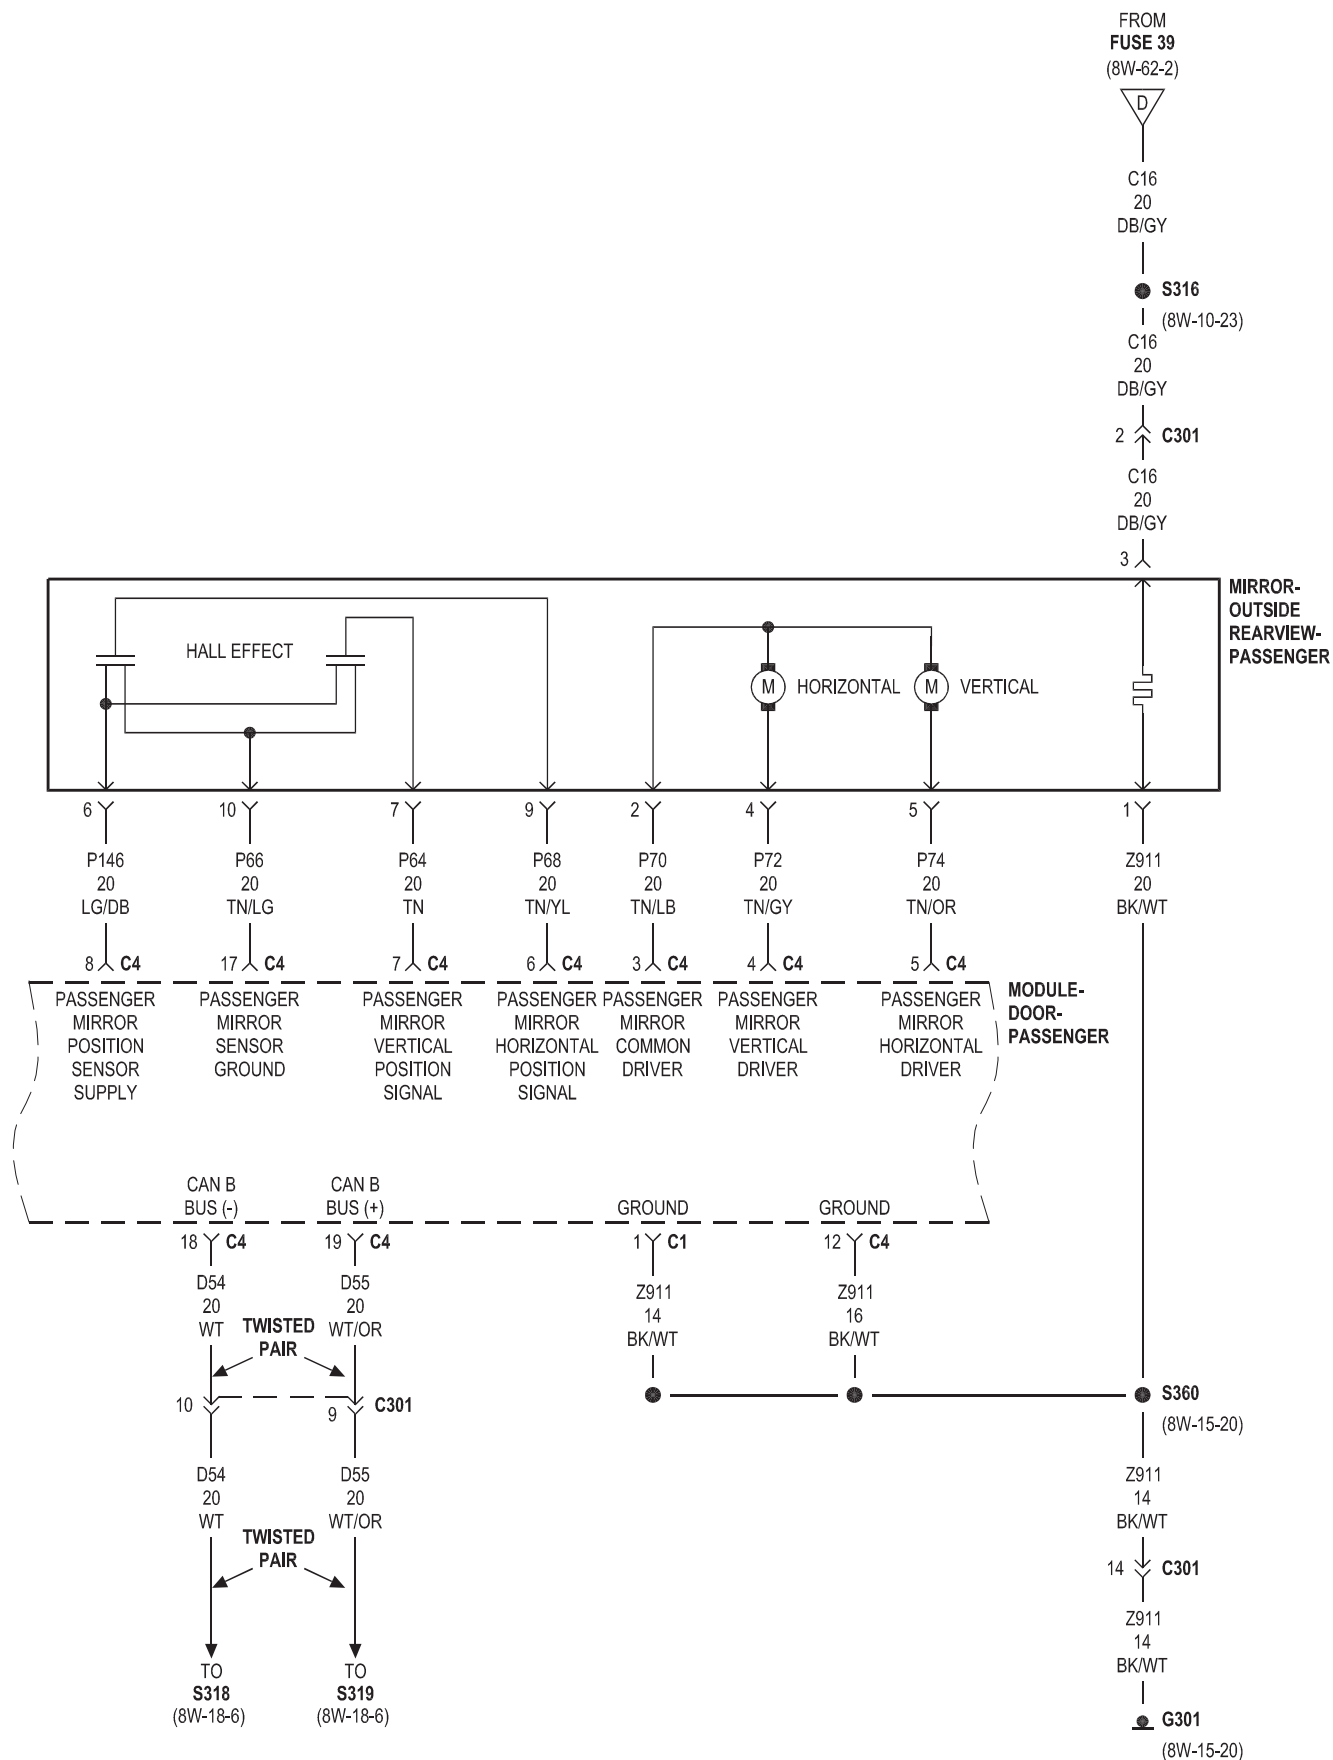 FROM
FUSE 39
(8W-62-2)
D
C16
20
DB/GY
S316
(8W-10-23)
C16
20
DB/GY
2 C301
C16
20
DB/GY
3
MIRROR-
OUTSIDE
REARVIEW-
PASSENGER
HALL EFFECT
M HORIZONTAL M VERTICAL
6 10 7 9 2 4 5 1
P146 P66 P64 P68 P70 P72 P74 Z911
20 20 20 20 20 20 20 20
LG/DB TN/LG TN TN/YL TN/LB TN/GY TN/OR BK/WT
8 C4 17 C4 7 C4 6 C4 3 C4 4 C4 5 C4
MODULE-
DOOR-
PASSENGER
PASSENGER
MIRROR
POSITION
SENSOR
SUPPLY
PASSENGER
MIRROR
SENSOR
GROUND
PASSENGER
MIRROR
VERTICAL
POSITION
SIGNAL
PASSENGER
MIRROR
HORIZONTAL
POSITION
SIGNAL
PASSENGER
MIRROR
COMMON
DRIVER
PASSENGER
MIRROR
VERTICAL
DRIVER
PASSENGER
MIRROR
HORIZONTAL
DRIVER
CAN B
BUS (-)
CAN B
BUS (+)
GROUND GROUND
18 C4 19 C4 1 C1 12 C4
D54
20
WT
D55
20
WT/OR
TWISTED
PAIR
Z911
14
BK/WT
Z911
16
BK/WT
10 9 C301
S360
(8W-15-20)
D54
20
WT
D55
20
WT/OR
TWISTED
PAIR
Z911
14
BK/WT
14 C301
Z911
14
BK/WT
TO
S318
(8W-18-6)
TO
S319
(8W-18-6)
G301
(8W-15-20)